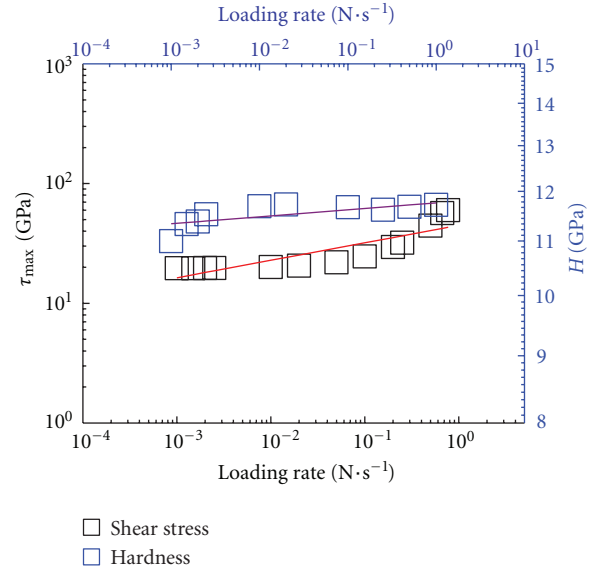 Loading rate (N·s⁻¹)
10⁻⁴ 10⁻³ 10⁻² 10⁻¹ 10⁰ 10¹
10³ 15
14
13
10² 12
τmax (GPa) 11 H (GPa)
10¹ 10
9
10⁰ 8
10⁻⁴ 10⁻³ 10⁻² 10⁻¹ 10⁰
Loading rate (N·s⁻¹)
Shear stress
Hardness